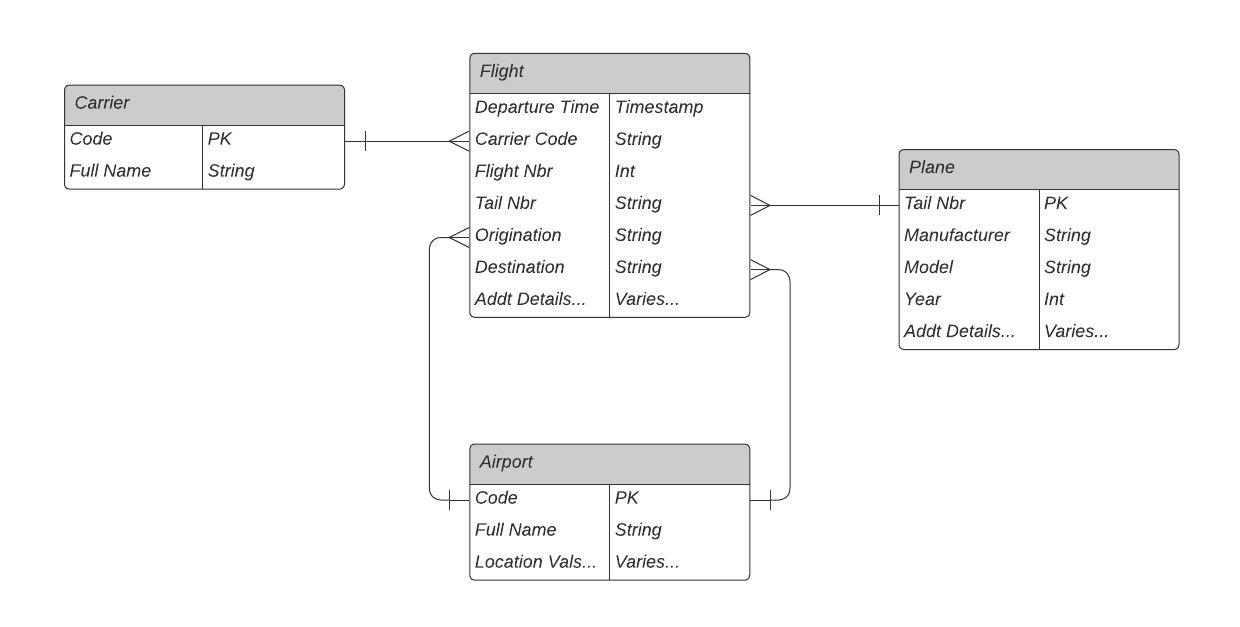 Carrier
Code PK
Full Name String
Flight
Departure Time Timestamp
Carrier Code String
Flight Nbr Int
Tail Nbr String
Origination String
Destination String
Addt Details... Varies...
Plane
Tail Nbr PK
Manufacturer String
Model String
Year Int
Addt Details... Varies...
Airport
Code PK
Full Name String
Location Vals... Varies...